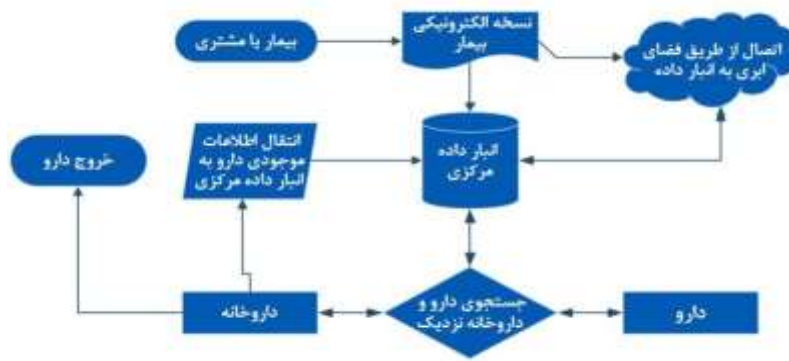 بیمار یا مشتری
نسخه الکترونیکی
بیمار
اتصال از طریق فضای
ابری به انبار داده
خروج دارو
انتقال اطلاعات
موجودی دارو به
انبار داده مرکزی
انبار داده
مرکزی
داروخانه
جستجوی دارو و
داروخانه نزدیک
دارو